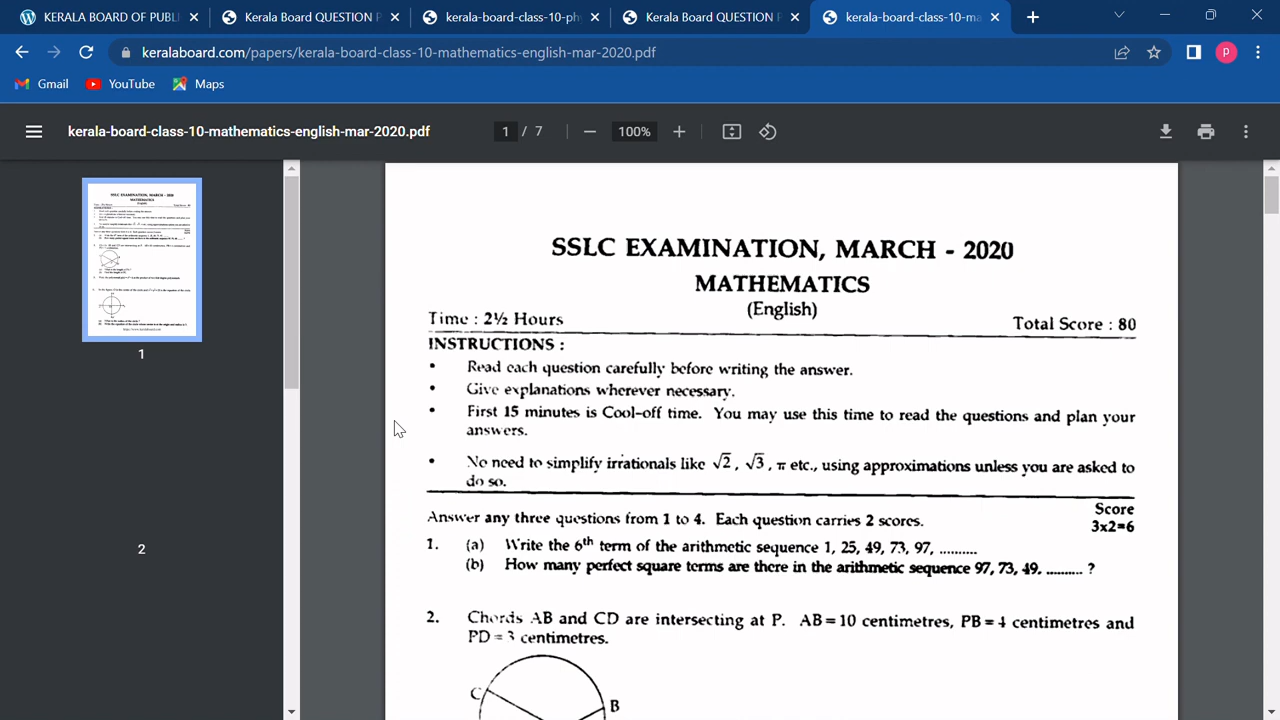 KERALA BOARD OF PUBLI
Kerala Board QUESTION P
kerala-board-class-10-ph
Kerala Board QUESTION P
kerala-board-class-10-ma
keralaboard.com/papers/kerala-board-class-10-mathematics-english-mar-2020.pdf
P
Gmail
YouTube
Maps
kerala-board-class-10-mathematics-english-mar-2020.pdf
1 / 7
100%
1
2
SSLC EXAMINATION, MARCH - 2020
MATHEMATICS
(English)
Time : 2½ Hours
Total Score : 80
INSTRUCTIONS :
• Read each question carefully before writing the answer.
• Give explanations wherever necessary.
• First 15 minutes is Cool-off time. You may use this time to read the questions and plan your
answers.
• No need to simplify irrationals like √2, √3, π etc., using approximations unless you are asked to
do so.
Score
Answer any three questions from 1 to 4. Each question carries 2 scores.
3x2=6
1. (a) Write the 6th term of the arithmetic sequence 1, 25, 49, 73, 97, ..........
(b) How many perfect square terms are there in the arithmetic sequence 97, 73, 49. .......... ?
2. Chords AB and CD are intersecting at P. AB = 10 centimetres, PB = 4 centimetres and
PD = 3 centimetres.
C
B